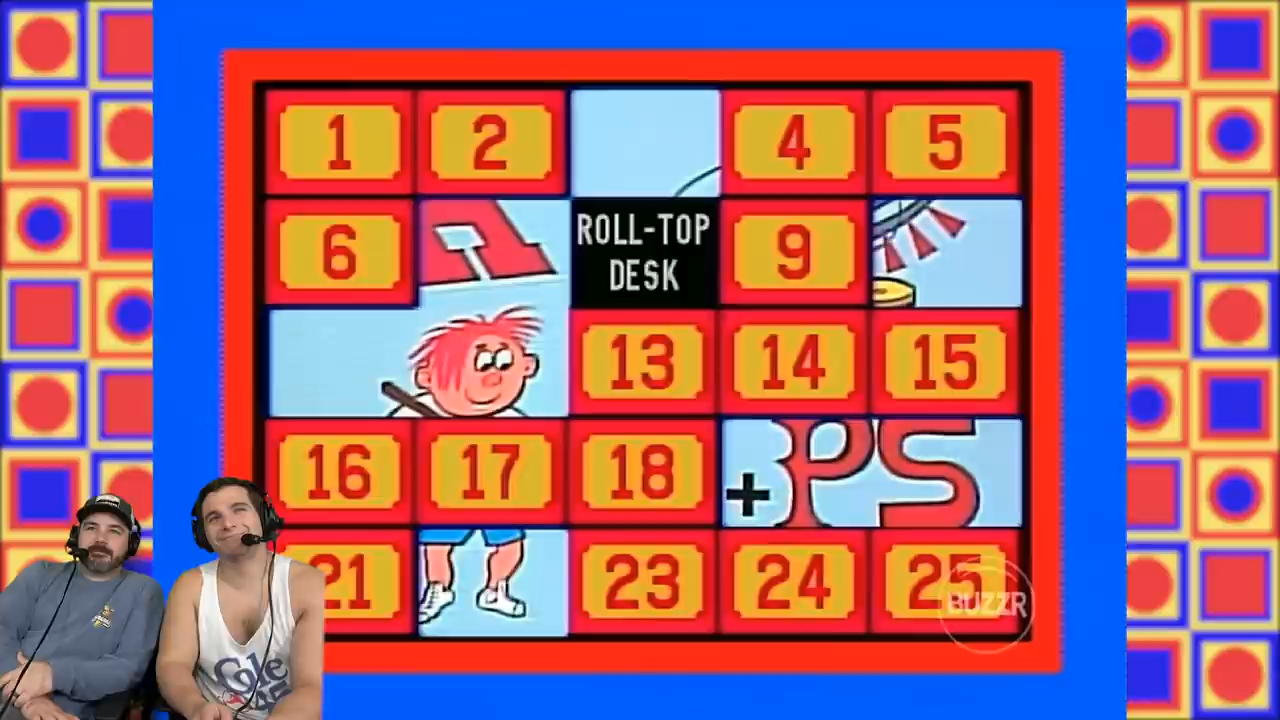 1 2 4 5
6 ROLL-TOP DESK 9
13 14 15
16 17 18 + PS
21 23 24 25
BUZZR
Cole